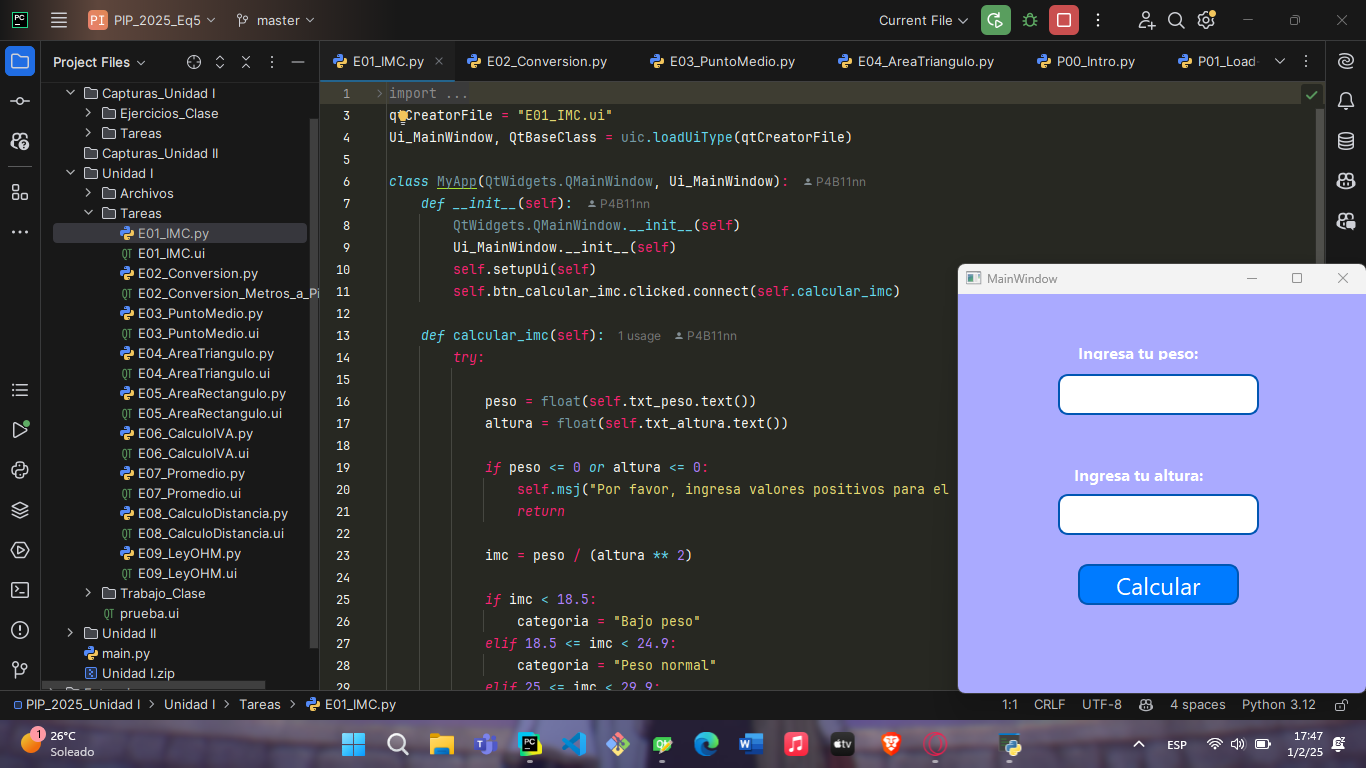 PI PIP_2025_Eq5 master Current File
Project Files
E01_IMC.py E02_Conversion.py E03_PuntoMedio.py E04_AreaTriangulo.py P00_Intro.py P01_Load
Capturas_Unidad I
Ejercicios_Clase
Tareas
Capturas_Unidad II
Unidad I
Archivos
Tareas
E01_IMC.py
E01_IMC.ui
E02_Conversion.py
E02_Conversion_Metros_a_Pi
E03_PuntoMedio.py
E03_PuntoMedio.ui
E04_AreaTriangulo.py
E04_AreaTriangulo.ui
E05_AreaRectangulo.py
E05_AreaRectangulo.ui
E06_CalculoIVA.py
E06_CalculoIVA.ui
E07_Promedio.py
E07_Promedio.ui
E08_CalculoDistancia.py
E08_CalculoDistancia.ui
E09_LeyOHM.py
E09_LeyOHM.ui
Trabajo_Clase
prueba.ui
Unidad II
main.py
Unidad I.zip
1 import ...
3 qtCreatorFile = "E01_IMC.ui"
4 Ui_MainWindow, QtBaseClass = uic.loadUiType(qtCreatorFile)
5
6 class MyApp(QtWidgets.QMainWindow, Ui_MainWindow): P4B11nn
7 def __init__(self): P4B11nn
8 QtWidgets.QMainWindow.__init__(self)
9 Ui_MainWindow.__init__(self)
10 self.setupUi(self)
11 self.btn_calcular_imc.clicked.connect(self.calcular_imc)
12
13 def calcular_imc(self): 1 usage P4B11nn
14 try:
15
16 peso = float(self.txt_peso.text())
17 altura = float(self.txt_altura.text())
18
19 if peso <= 0 or altura <= 0:
20 self.msj("Por favor, ingresa valores positivos para el
21 return
22
23 imc = peso / (altura ** 2)
24
25 if imc < 18.5:
26 categoria = "Bajo peso"
27 elif 18.5 <= imc < 24.9:
28 categoria = "Peso normal"
29 elif 25 <= imc < 29.9:
MainWindow
Ingresa tu peso:
Ingresa tu altura:
Calcular
PIP_2025_Unidad I > Unidad I > Tareas > E01_IMC.py 1:1 CRLF UTF-8 4 spaces Python 3.12
1 26°C
Soleado
ESP
17:47
1/2/25